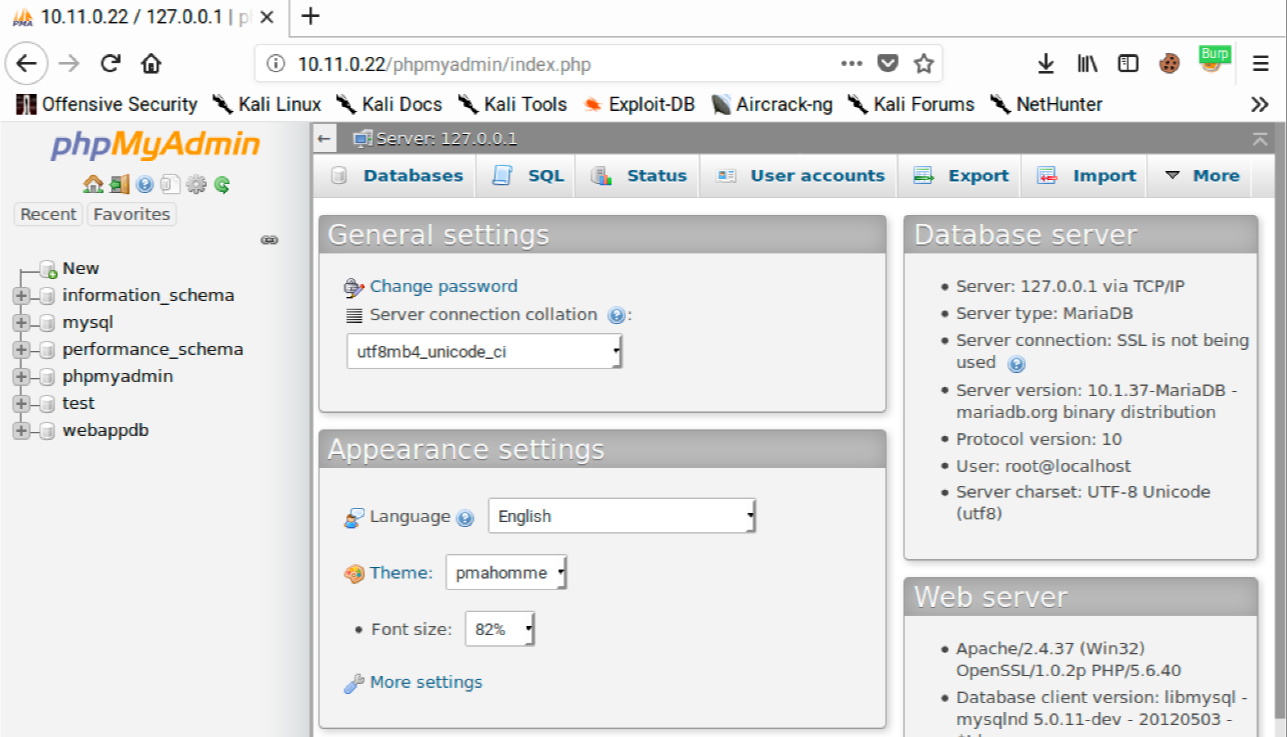 10.11.0.22 / 127.0.0.1 | p
10.11.0.22/phpmyadmin/index.php
Burp
Offensive Security Kali Linux Kali Docs Kali Tools Exploit-DB Aircrack-ng Kali Forums NetHunter
phpMyAdmin
Recent Favorites
New
information_schema
mysql
performance_schema
phpmyadmin
test
webappdb
Server: 127.0.0.1
Databases SQL Status User accounts Export Import More
General settings
Change password
Server connection collation :
utf8mb4_unicode_ci
Appearance settings
Language English
Theme: pmahomme
• Font size: 82%
More settings
Database server
• Server: 127.0.0.1 via TCP/IP
• Server type: MariaDB
• Server connection: SSL is not being
used
• Server version: 10.1.37-MariaDB -
mariadb.org binary distribution
• Protocol version: 10
• User: root@localhost
• Server charset: UTF-8 Unicode
(utf8)
Web server
• Apache/2.4.37 (Win32)
OpenSSL/1.0.2p PHP/5.6.40
• Database client version: libmysql -
mysqlnd 5.0.11-dev - 20120503 -